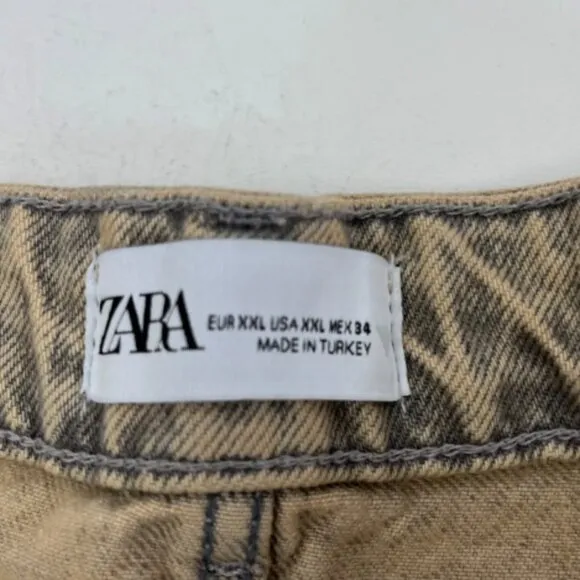 ZARA
EUR XXL USA XXL MEX 34
MADE IN TURKEY